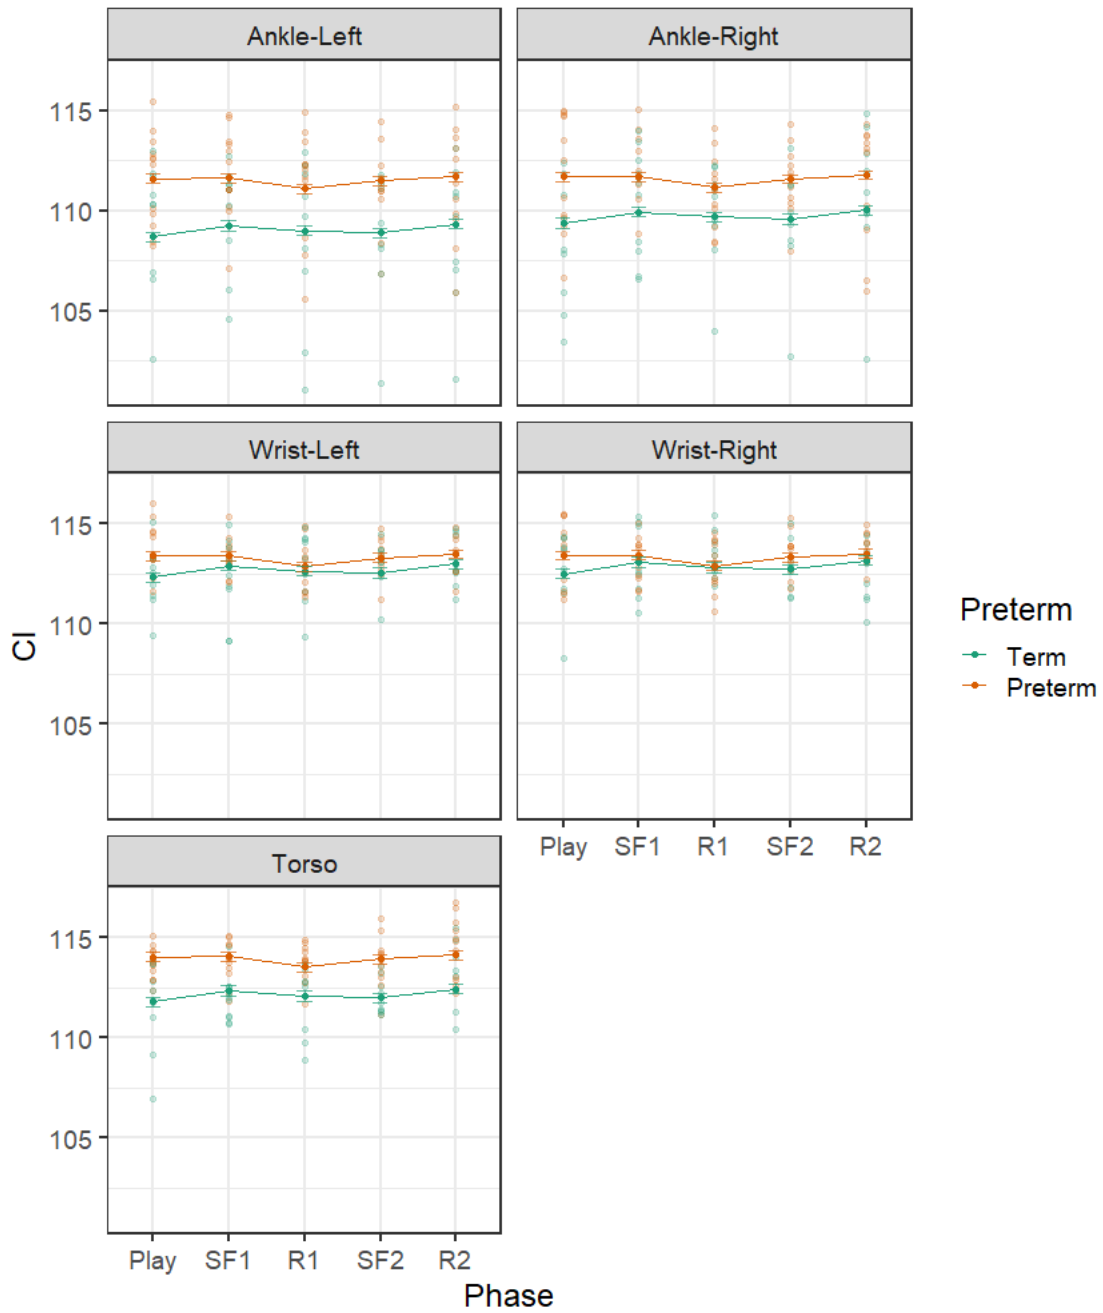 Ankle-Left
Ankle-Right
115
110
105
Wrist-Left
Wrist-Right
115
110
105
CI
Preterm
Term
Preterm
Play SF1 R1 SF2 R2
Torso
115
110
105
Play SF1 R1 SF2 R2
Phase